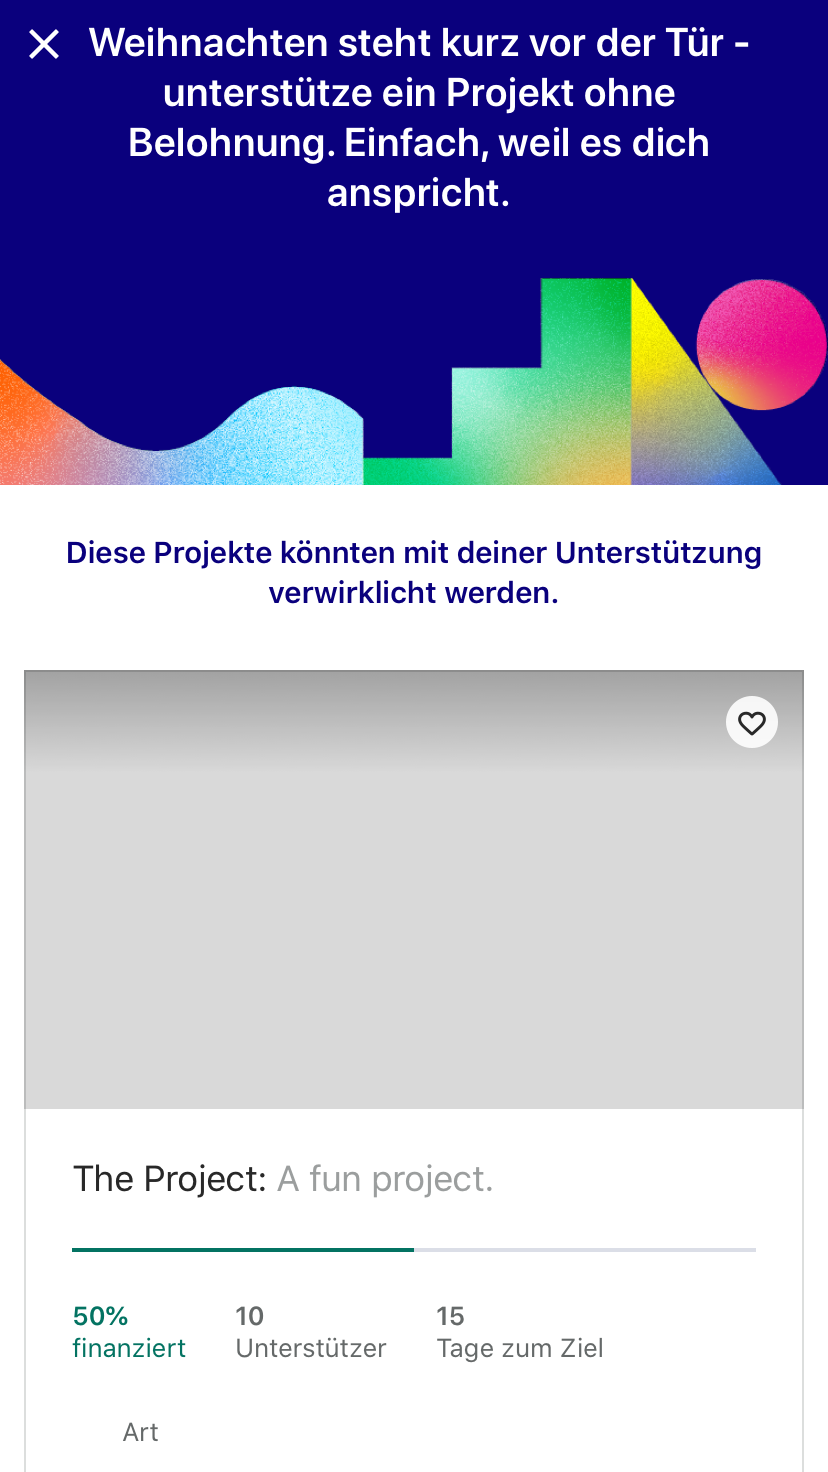 Weihnachten steht kurz vor der Tür -
unterstütze ein Projekt ohne
Belohnung. Einfach, weil es dich
anspricht.
Diese Projekte könnten mit deiner Unterstützung
verwirklicht werden.
The Project: A fun project.
50% 10 15
finanziert Unterstützer Tage zum Ziel
Art